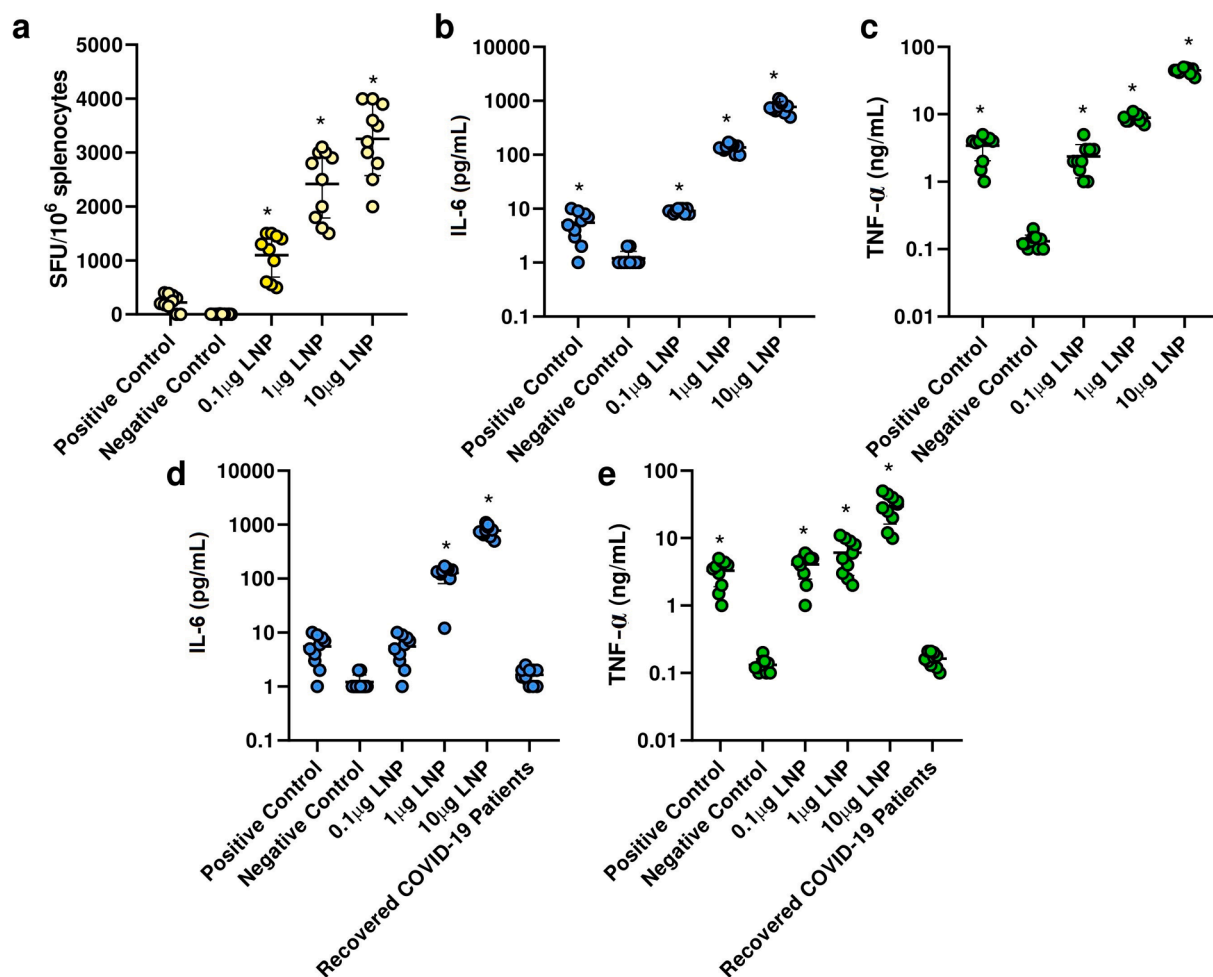 a
SFU/10⁶ splenocytes
5000
4000
3000
2000
1000
0
*
*
*
Positive Control
Negative Control
0.1µg LNP
1µg LNP
10µg LNP
b
IL-6 (pg/mL)
10000
1000
100
10
1
0.1
*
*
*
*
Positive Control
Negative Control
0.1µg LNP
1µg LNP
10µg LNP
c
TNF-α (ng/mL)
100
10
1
0.1
0.01
*
*
*
*
Positive Control
Negative Control
0.1µg LNP
1µg LNP
10µg LNP
d
IL-6 (pg/mL)
10000
1000
100
10
1
0.1
*
*
Positive Control
Negative Control
0.1µg LNP
1µg LNP
10µg LNP
Recovered COVID-19 Patients
e
TNF-α (ng/mL)
100
10
1
0.1
0.01
*
*
*
*
Positive Control
Negative Control
0.1µg LNP
1µg LNP
10µg LNP
Recovered COVID-19 Patients